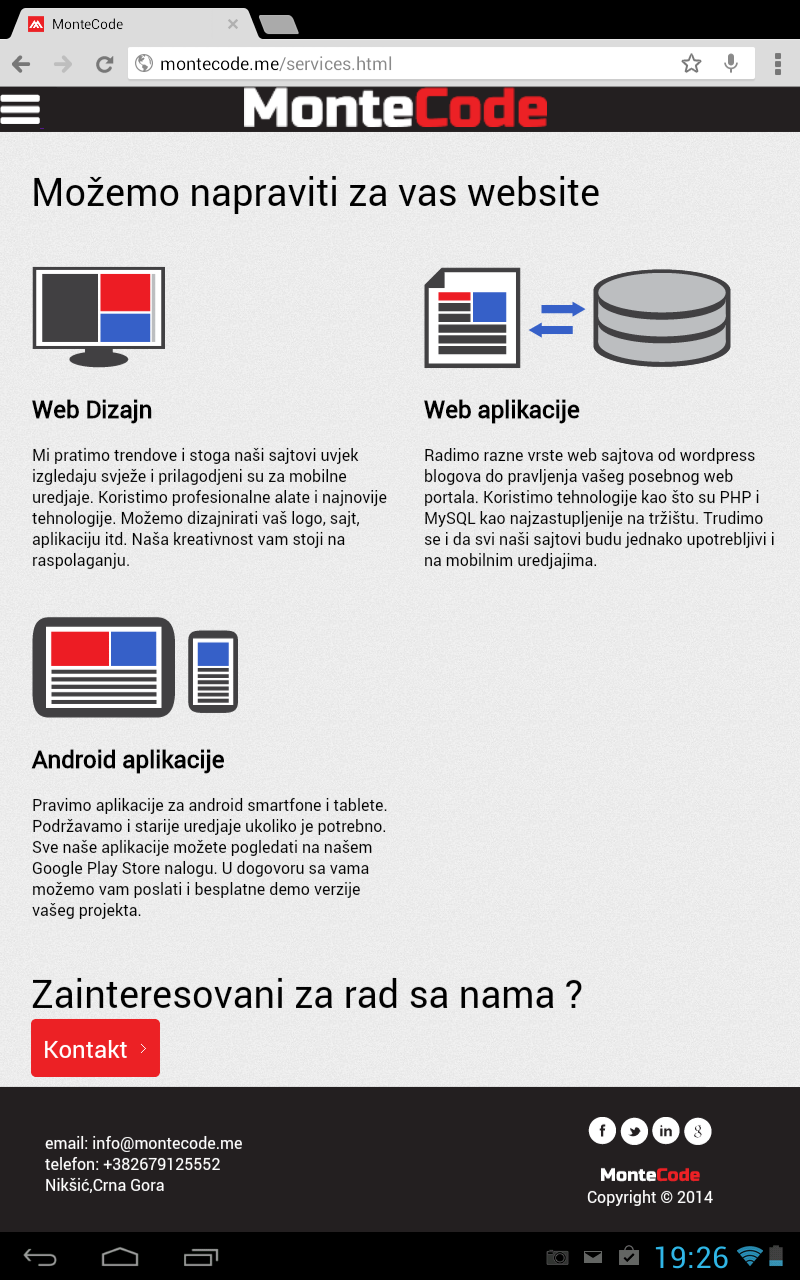 MonteCode
montecode.me/services.html
MonteCode
Možemo napraviti za vas website
Web Dizajn
Mi pratimo trendove i stoga naši sajtovi uvjek
izgledaju svježe i prilagodjeni su za mobilne
uredjaje. Koristimo profesionalne alate i najnovije
tehnologije. Možemo dizajnirati vaš logo, sajt,
aplikaciju itd. Naša kreativnost vam stoji na
raspolaganju.
Web aplikacije
Radimo razne vrste web sajtova od wordpress
blogova do pravljenja vašeg posebnog web
portala. Koristimo tehnologije kao što su PHP i
MySQL kao najzastupljenije na tržištu. Trudimo
se i da svi naši sajtovi budu jednako upotrebljivi i
na mobilnim uredjajima.
Android aplikacije
Pravimo aplikacije za android smartfone i tablete.
Podržavamo i starije uredjaje ukoliko je potrebno.
Sve naše aplikacije možete pogledati na našem
Google Play Store nalogu. U dogovoru sa vama
možemo vam poslati i besplatne demo verzije
vašeg projekta.
Zainteresovani za rad sa nama ?
Kontakt
email: info@montecode.me
telefon: +382679125552
Nikšić,Crna Gora
MonteCode
Copyright © 2014
19:26